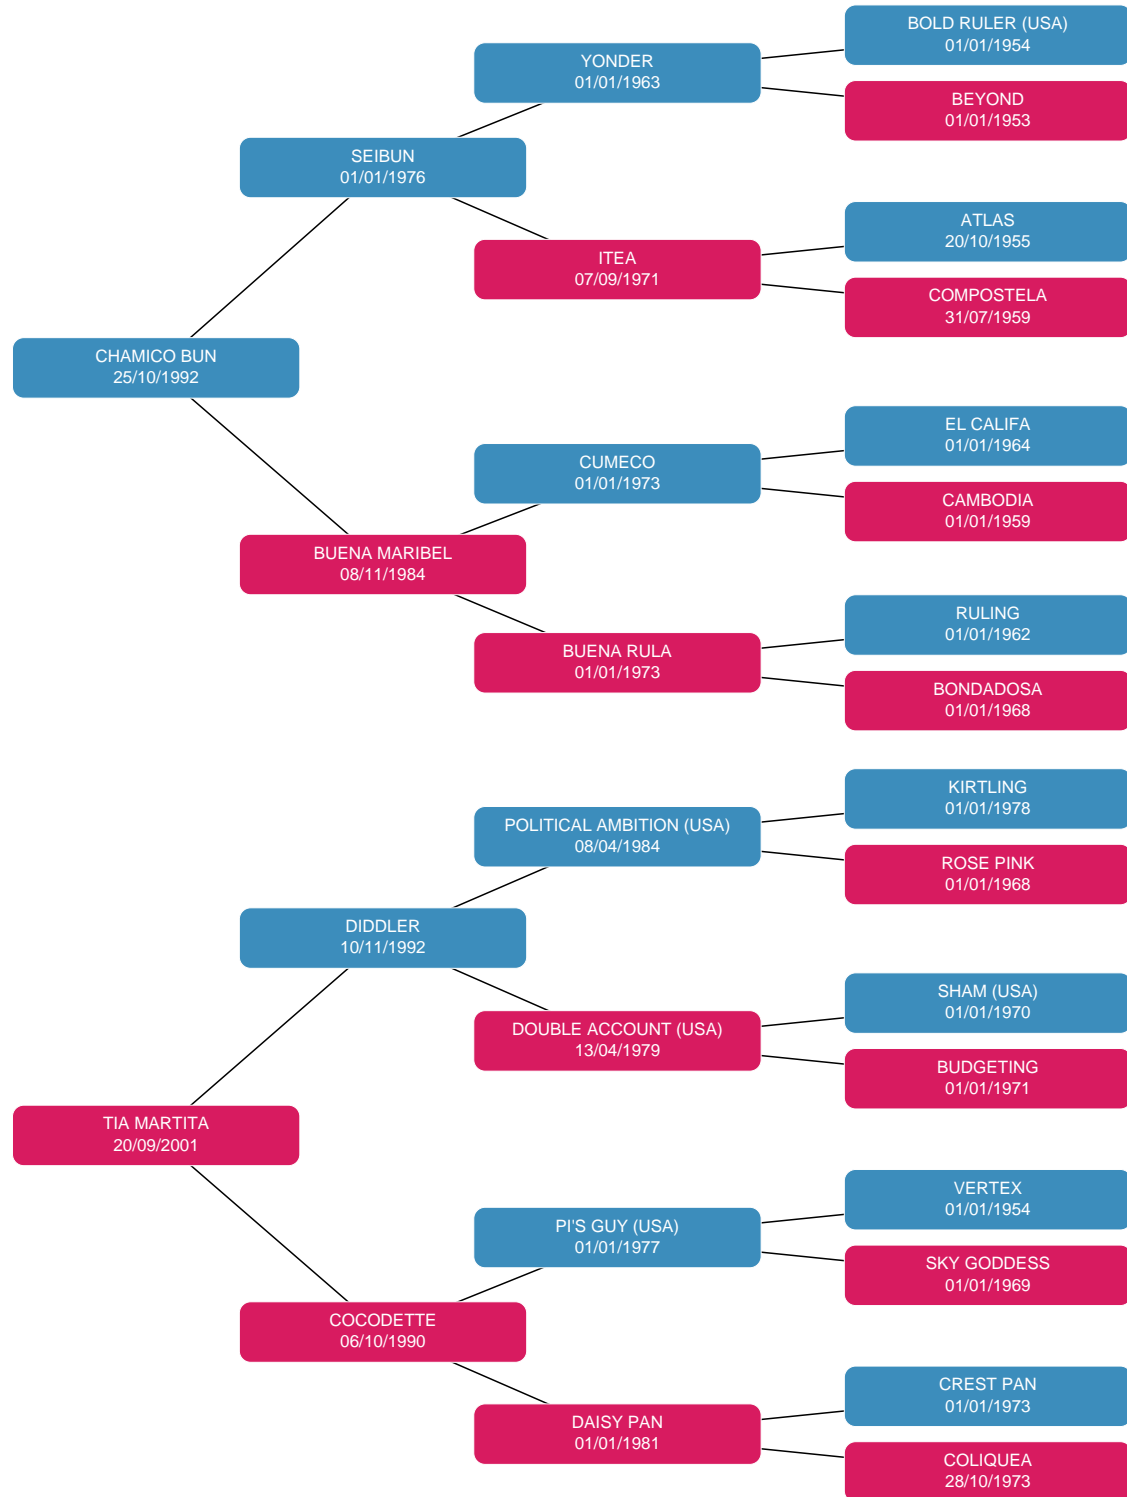 BOLD RULER (USA)
01/01/1954
YONDER
01/01/1963
BEYOND
01/01/1953
SEIBUN
01/01/1976
ATLAS
20/10/1955
ITEA
07/09/1971
COMPOSTELA
31/07/1959
CHAMICO BUN
25/10/1992
EL CALIFA
01/01/1964
CUMECO
01/01/1973
CAMBODIA
01/01/1959
BUENA MARIBEL
08/11/1984
RULING
01/01/1962
BUENA RULA
01/01/1973
BONDADOSA
01/01/1968
KIRTLING
01/01/1978
POLITICAL AMBITION (USA)
08/04/1984
ROSE PINK
01/01/1968
DIDDLER
10/11/1992
SHAM (USA)
01/01/1970
DOUBLE ACCOUNT (USA)
13/04/1979
BUDGETING
01/01/1971
TIA MARTITA
20/09/2001
VERTEX
01/01/1954
PI'S GUY (USA)
01/01/1977
SKY GODDESS
01/01/1969
COCODETTE
06/10/1990
CREST PAN
01/01/1973
DAISY PAN
01/01/1981
COLIQUEA
28/10/1973